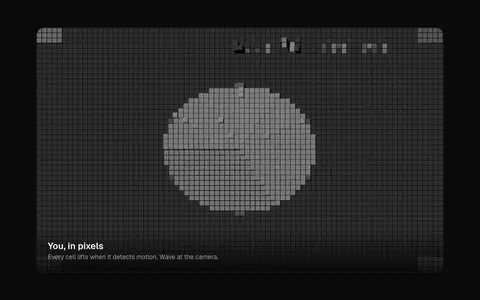 You, in pixels
Every cell lifts when it detects motion. Wave at the camera.